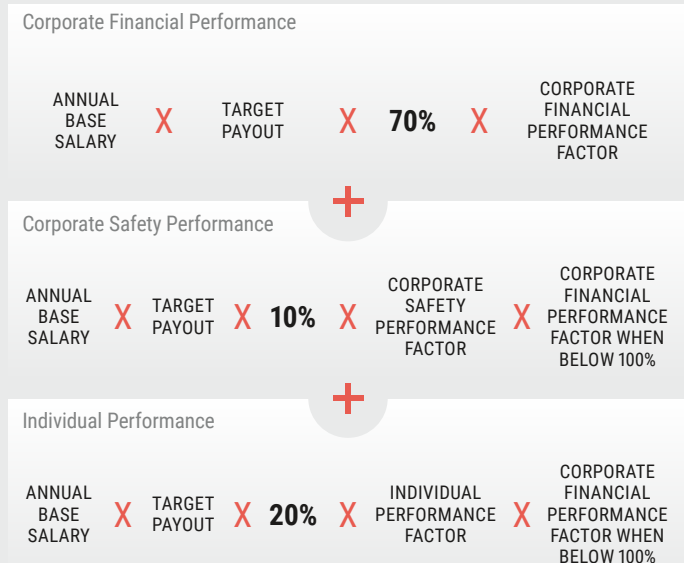 Corporate Financial Performance
ANNUAL
BASE
SALARY
X
TARGET
PAYOUT
X
70%
X
CORPORATE
FINANCIAL
PERFORMANCE
FACTOR
+
Corporate Safety Performance
ANNUAL
BASE
SALARY
X
TARGET
PAYOUT
X
10%
X
CORPORATE
SAFETY
PERFORMANCE
FACTOR
X
CORPORATE
FINANCIAL
PERFORMANCE
FACTOR WHEN
BELOW 100%
+
Individual Performance
ANNUAL
BASE
SALARY
X
TARGET
PAYOUT
X
20%
X
INDIVIDUAL
PERFORMANCE
FACTOR
X
CORPORATE
FINANCIAL
PERFORMANCE
FACTOR WHEN
BELOW 100%